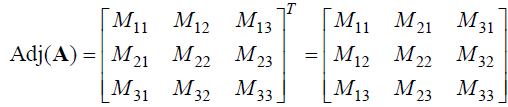 Adj(A) = [M₁₁ M₁₂ M₁₃; M₂₁ M₂₂ M₂₃; M₃₁ M₃₂ M₃₃]ᵀ = [M₁₁ M₂₁ M₃₁; M₁₂ M₂₂ M₃₂; M₁₃ M₂₃ M₃₃]